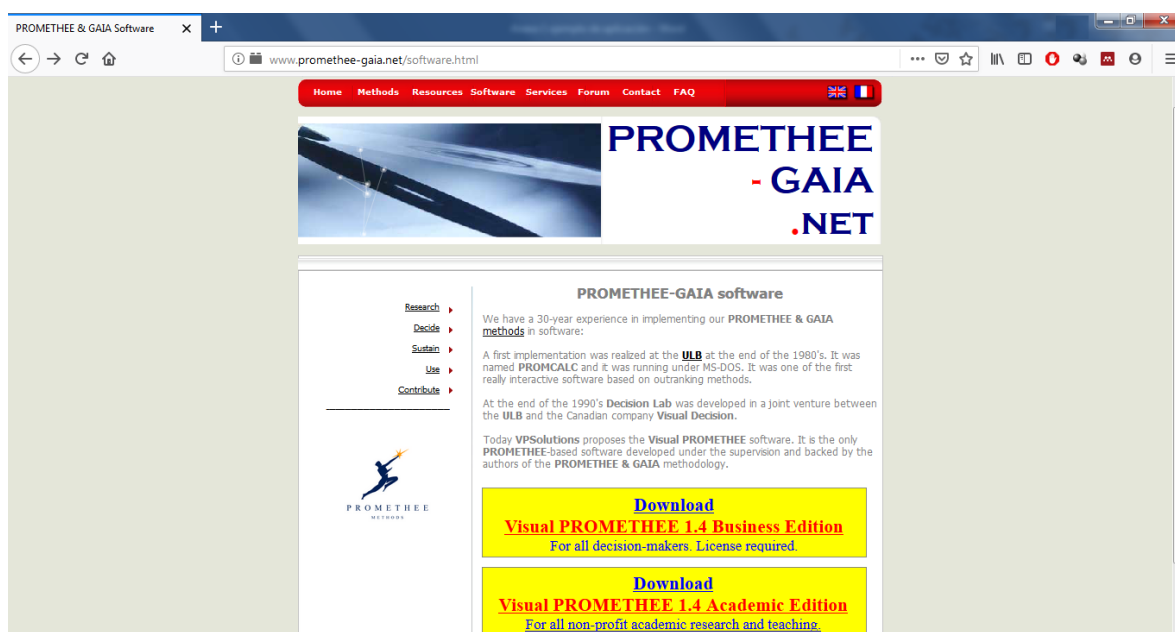 PROMETHEE & GAIA Software
www.promethee-gaia.net/software.html
Home Methods Resources Software Services Forum Contact FAQ
PROMETHEE
- GAIA
.NET
Research
Decide
Sustain
Use
Contribute
PROMETHEE
METHODS
PROMETHEE-GAIA software
We have a 30-year experience in implementing our PROMETHEE & GAIA
methods in software:
A first implementation was realized at the ULB at the end of the 1980's. It was
named PROMCALC and it was running under MS-DOS. It was one of the first
really interactive software based on outranking methods.
At the end of the 1990's Decision Lab was developed in a joint venture between
the ULB and the Canadian company Visual Decision.
Today VPSolutions proposes the Visual PROMETHEE software. It is the only
PROMETHEE-based software developed under the supervision and backed by the
authors of the PROMETHEE & GAIA methodology.
Download
Visual PROMETHEE 1.4 Business Edition
For all decision-makers. License required.
Download
Visual PROMETHEE 1.4 Academic Edition
For all non-profit academic research and teaching.